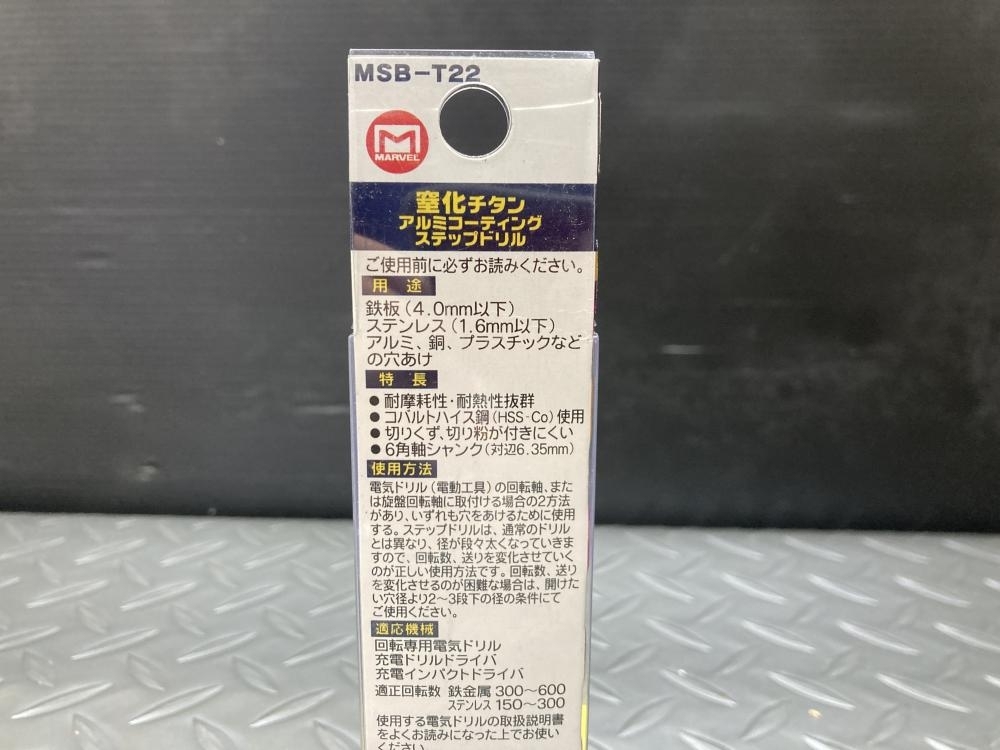 MSB-T22
MARVEL
窒化チタン
アルミコーティング
ステップドリル
ご使用前に必ずお読みください。
用 途
鉄板(4.0mm以下)
ステンレス(1.6mm以下)
アルミ、銅、プラスチックなど
の穴あけ
特 長
●耐摩耗性・耐熱性抜群
●コバルトハイス鋼(HSS-Co)使用
●切りくず、切り粉が付きにくい
●6角軸シャンク(対辺6.35mm)
使用方法
電気ドリル(電動工具)の回転軸、また
は旋盤回転軸に取付ける場合の2方法
があり、いずれも穴をあけるために使用
する。ステップドリルは、通常のドリル
とは異なり、径が段々太くなっていきま
すので、回転数、送りを変化させていく
のが正しい使用方法です。回転数、送り
を変化させるのが困難な場合は、開けた
い穴径より2〜3段下の径の条件にて
ご使用ください。
適応機械
回転専用電気ドリル
充電ドリルドライバ
充電インパクトドライバ
適正回転数 鉄金属 300〜600
ステンレス 150〜300
使用する電気ドリルの取扱説明書
をよくお読みになった上でお使い
ください。